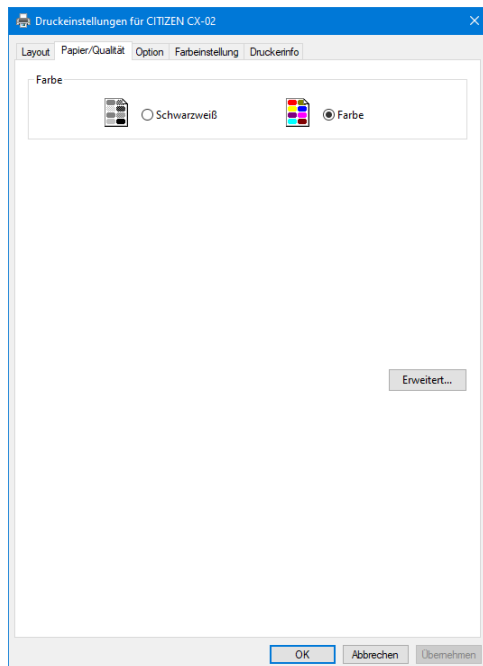 Druckeinstellungen für CITIZEN CX-02
Layout Papier/Qualität Option Farbeinstellung Druckerinfo
Farbe
Schwarzweiß Farbe
Erweitert...
OK Abbrechen Übernehmen